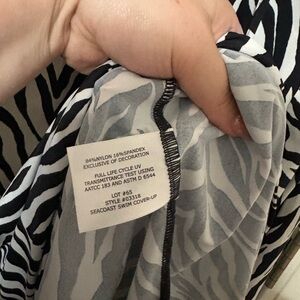 84%NYLON 16%SPANDEX
EXCLUSIVE OF DECORATION
FULL LIFE CYCLE UV
TRANSMITTANCE TEST USING
AATCC 183 AND ASTM D 6544
LOT #65
STYLE #03318
SEACOAST SWIM COVER-UP